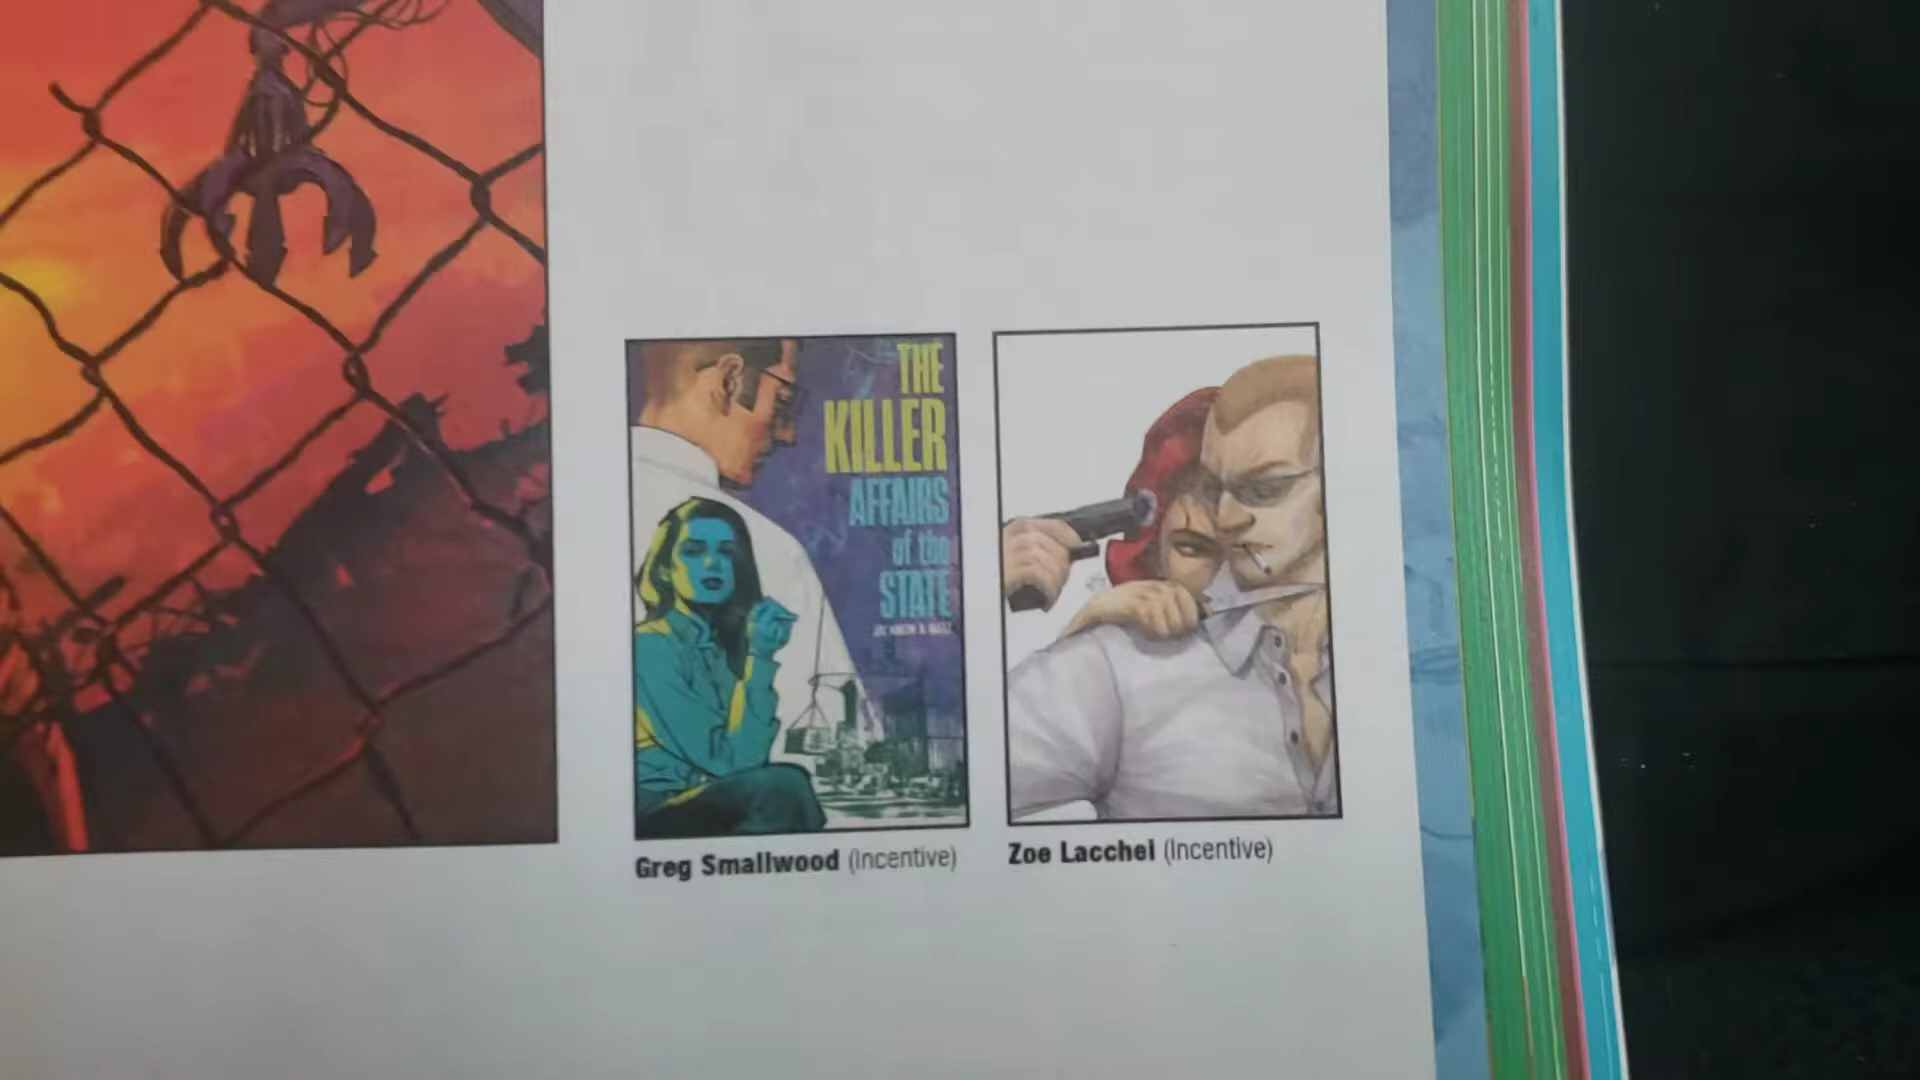 THE
KILLER
AFFAIRS
of the
STATE
Greg Smallwood (Incentive)
Zoe Lacchei (Incentive)